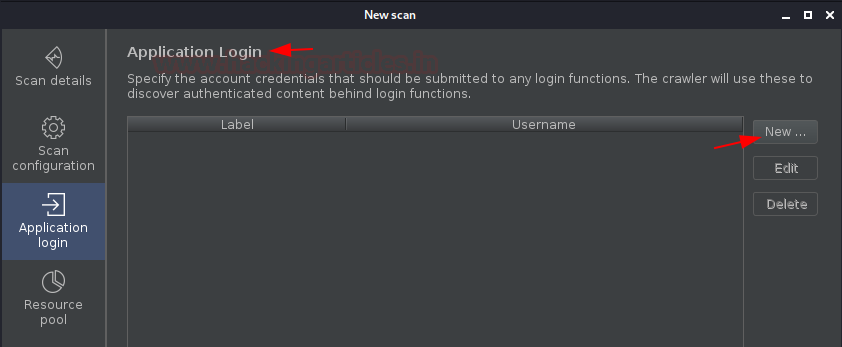 New scan
Application Login
Scan details
Specify the account credentials that should be submitted to any login functions. The crawler will use these to
discover authenticated content behind login functions.
Label
Username
New ...
Scan
configuration
Edit
Delete
Application
login
Resource
pool